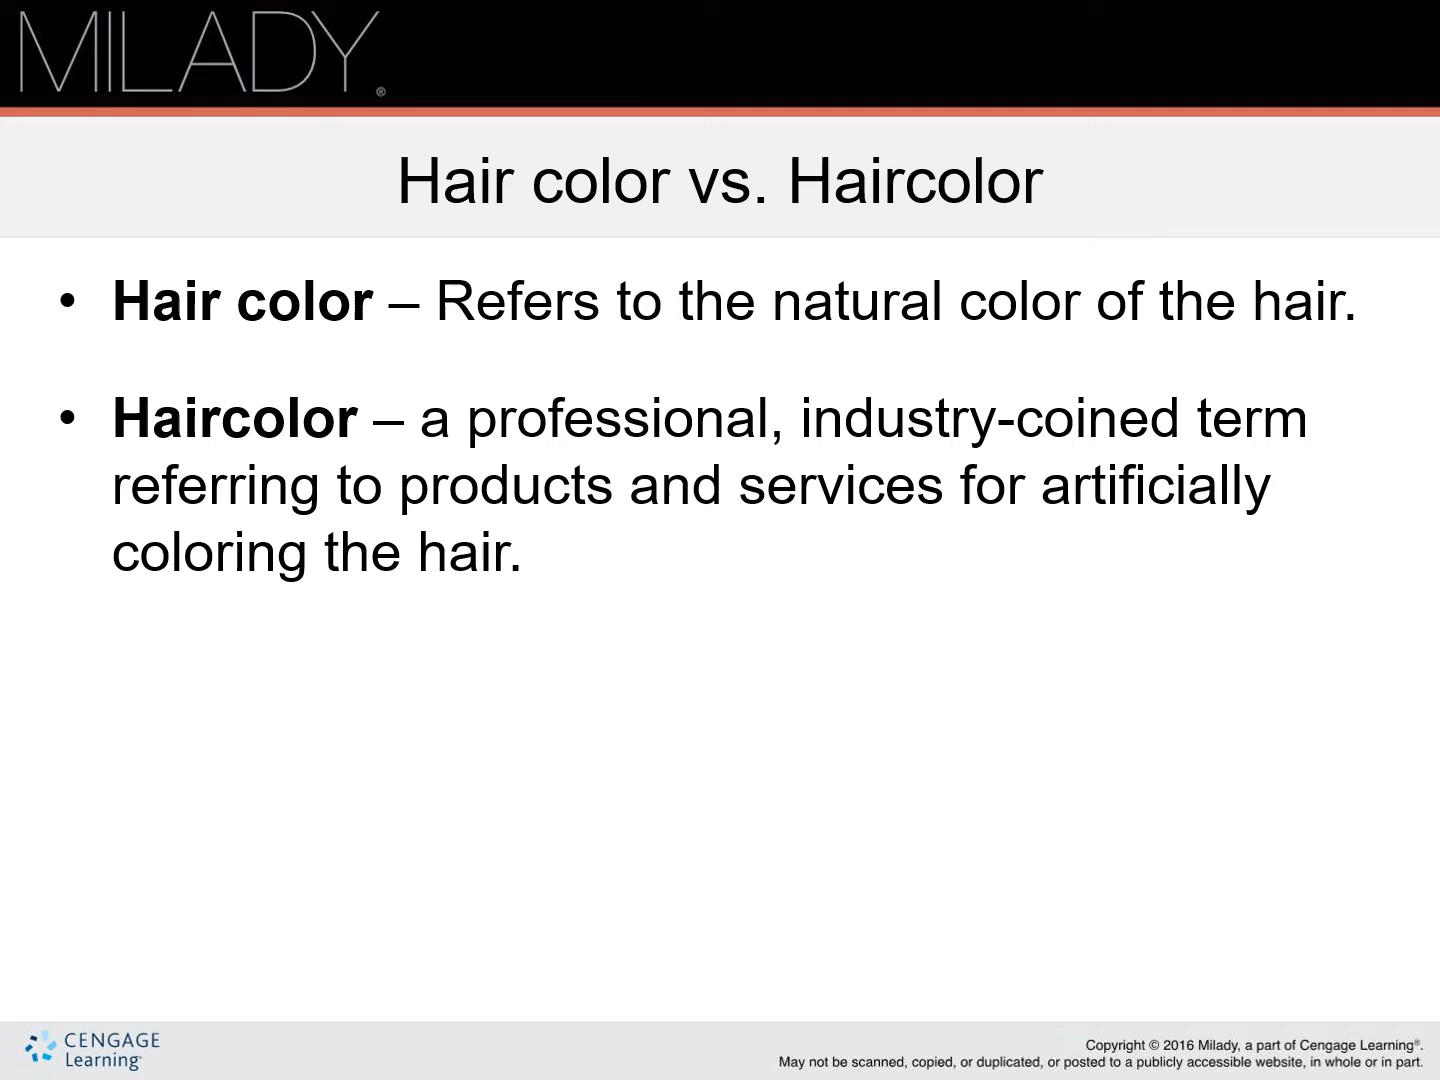 MILADY®
Hair color vs. Haircolor
• Hair color – Refers to the natural color of the hair.
• Haircolor – a professional, industry-coined term
referring to products and services for artificially
coloring the hair.
CENGAGE
Learning·
Copyright © 2016 Milady, a part of Cengage Learning®.
May not be scanned, copied, or duplicated, or posted to a publicly accessible website, in whole or in part.